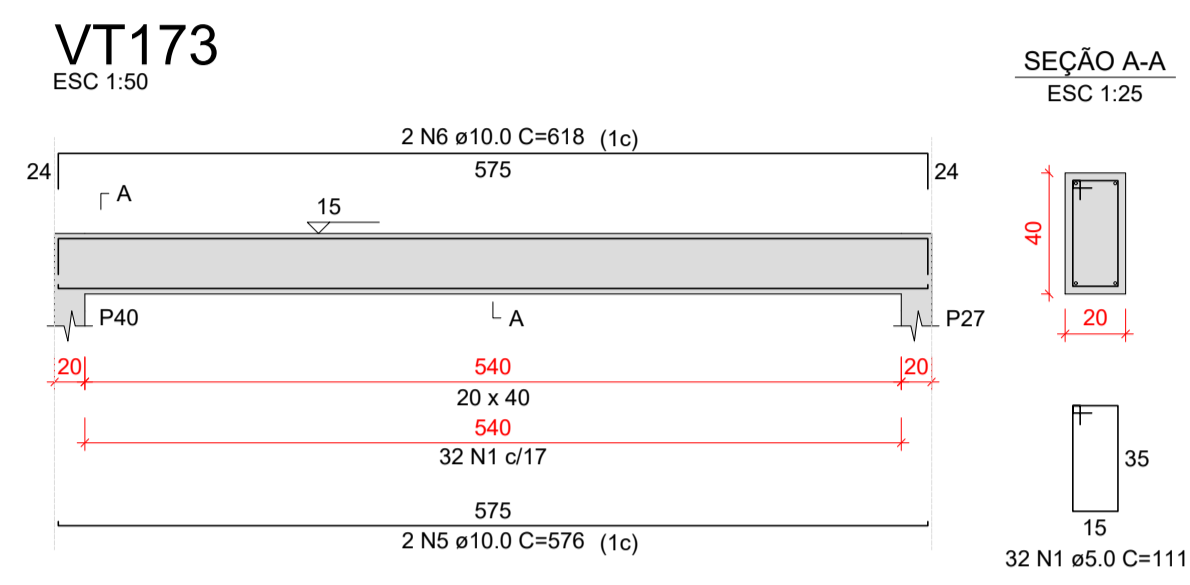 VT173
ESC 1:50
SEÇÃO A-A
ESC 1:25
2 N6 ø10.0 C=618 (1c)
24
575
24
A
15
40
P40
A
P27
20
20
540
20
20 x 40
540
32 N1 c/17
35
575
15
2 N5 ø10.0 C=576 (1c)
32 N1 ø5.0 C=111